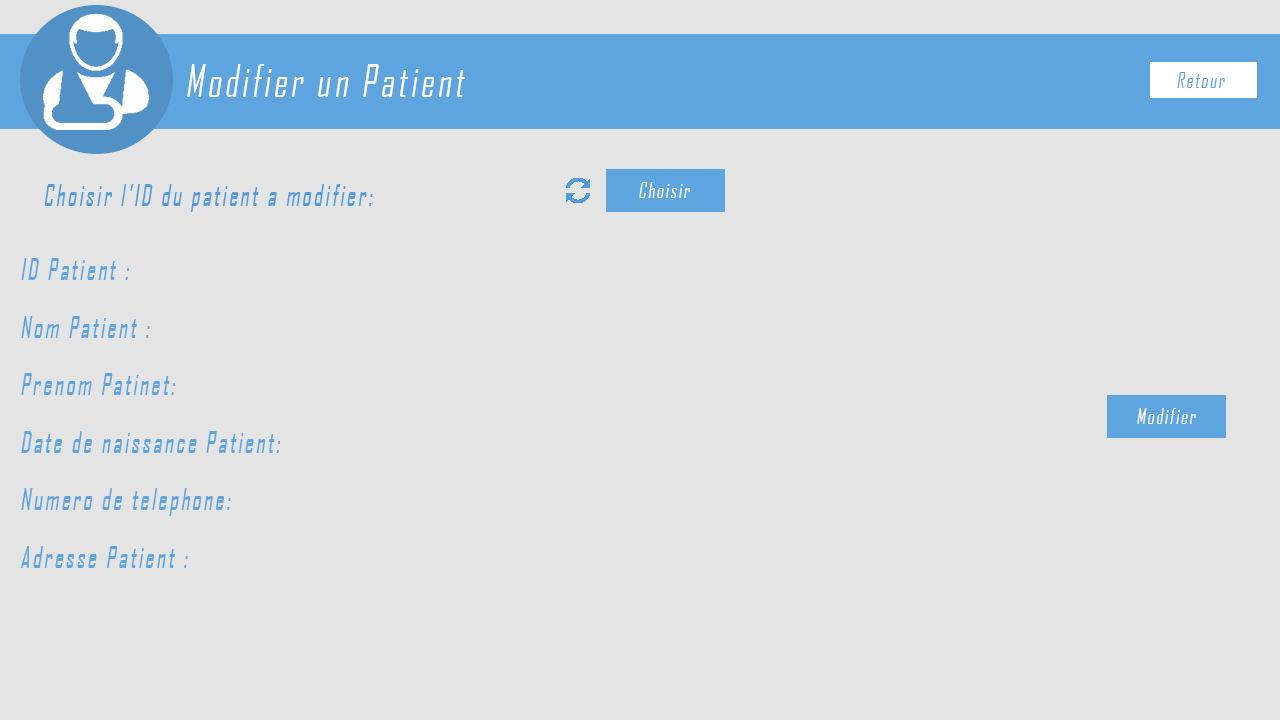 Modifier un Patient
Retour
Choisir l'ID du patient a modifier:
Choisir
ID Patient :
Nom Patient :
Prenom Patinet:
Modifier
Date de naissance Patient:
Numero de telephone:
Adresse Patient :